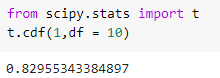 from scipy.stats import t
t.cdf(1,df = 10)
0.82955343384897